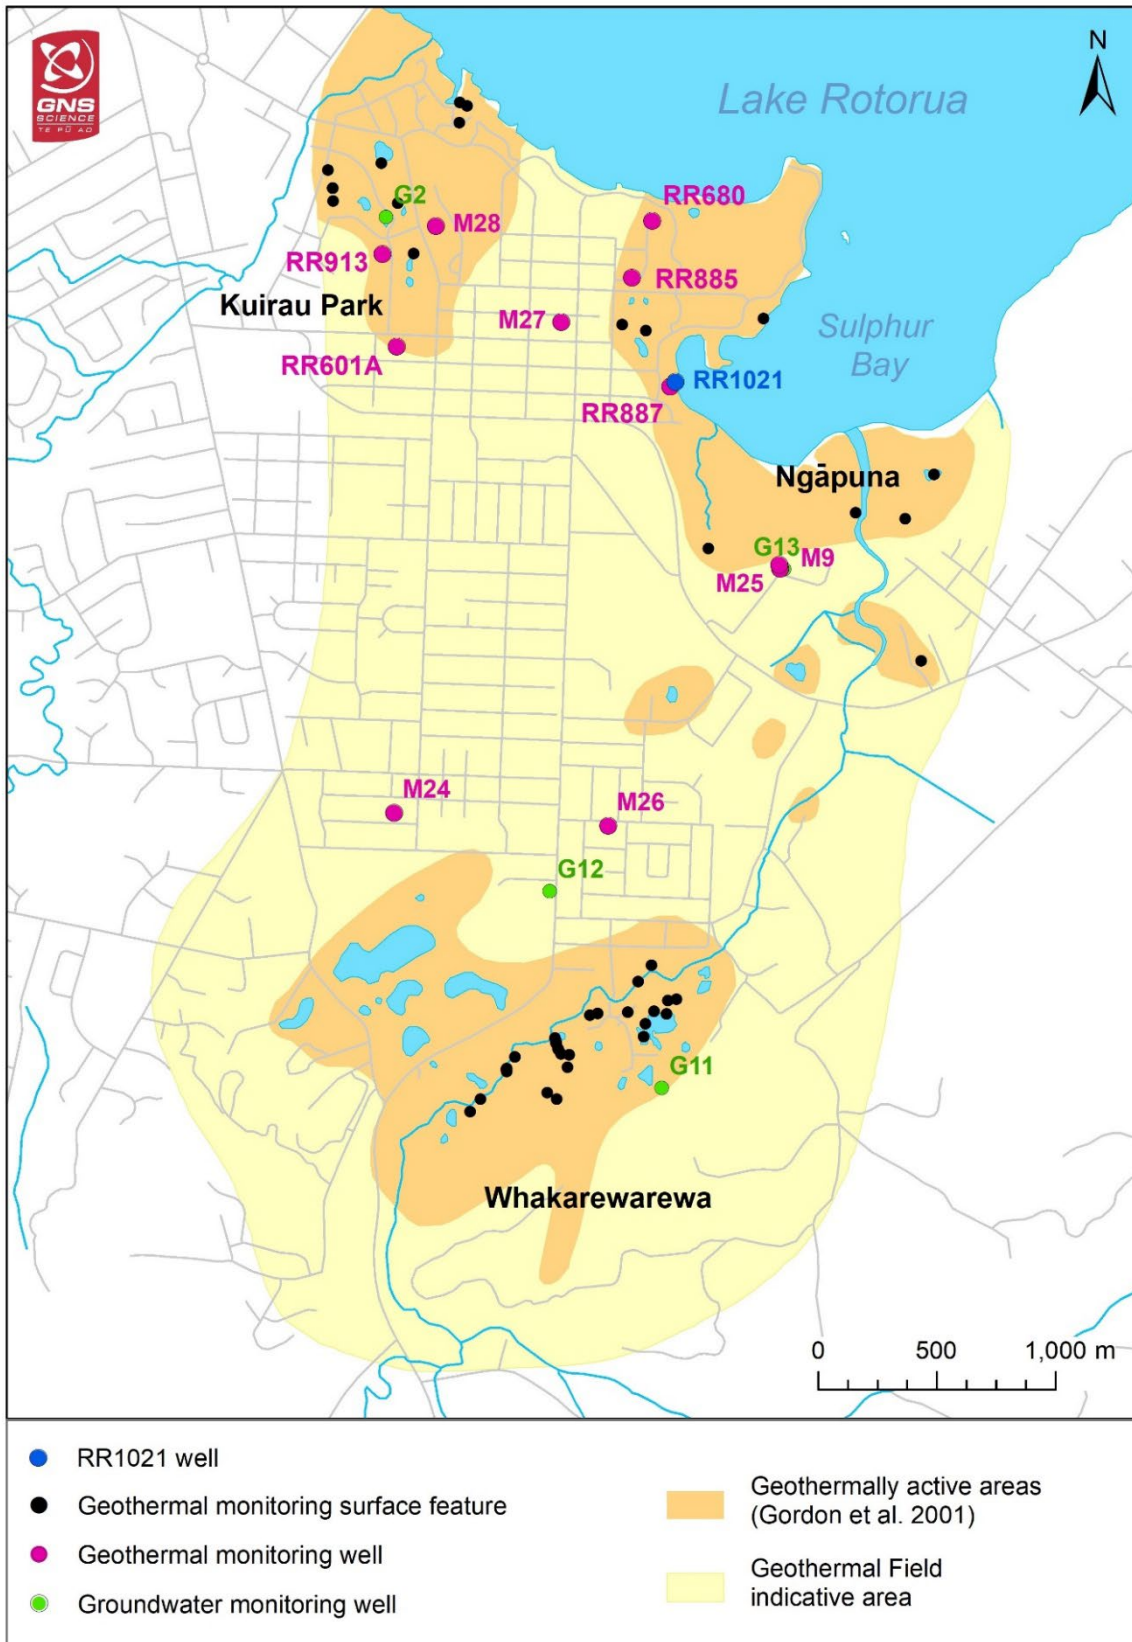 GNS
SCIENCE
TE PŪ AO
N
Lake Rotorua
G2
M28
RR680
RR913
RR885
Kuirau Park
M27
Sulphur
Bay
RR601A
RR1021
RR887
Ngāpuna
G13
M9
M25
M24
M26
G12
G11
Whakarewarewa
0 500 1,000 m
RR1021 well
Geothermal monitoring surface feature
Geothermal monitoring well
Groundwater monitoring well
Geothermally active areas
(Gordon et al. 2001)
Geothermal Field
indicative area